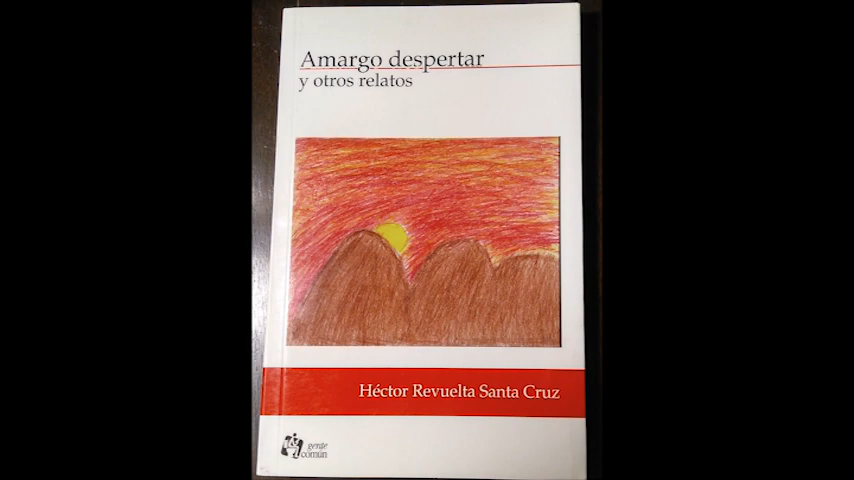 Amargo despertar
y otros relatos
Héctor Revuelta Santa Cruz
gente
común